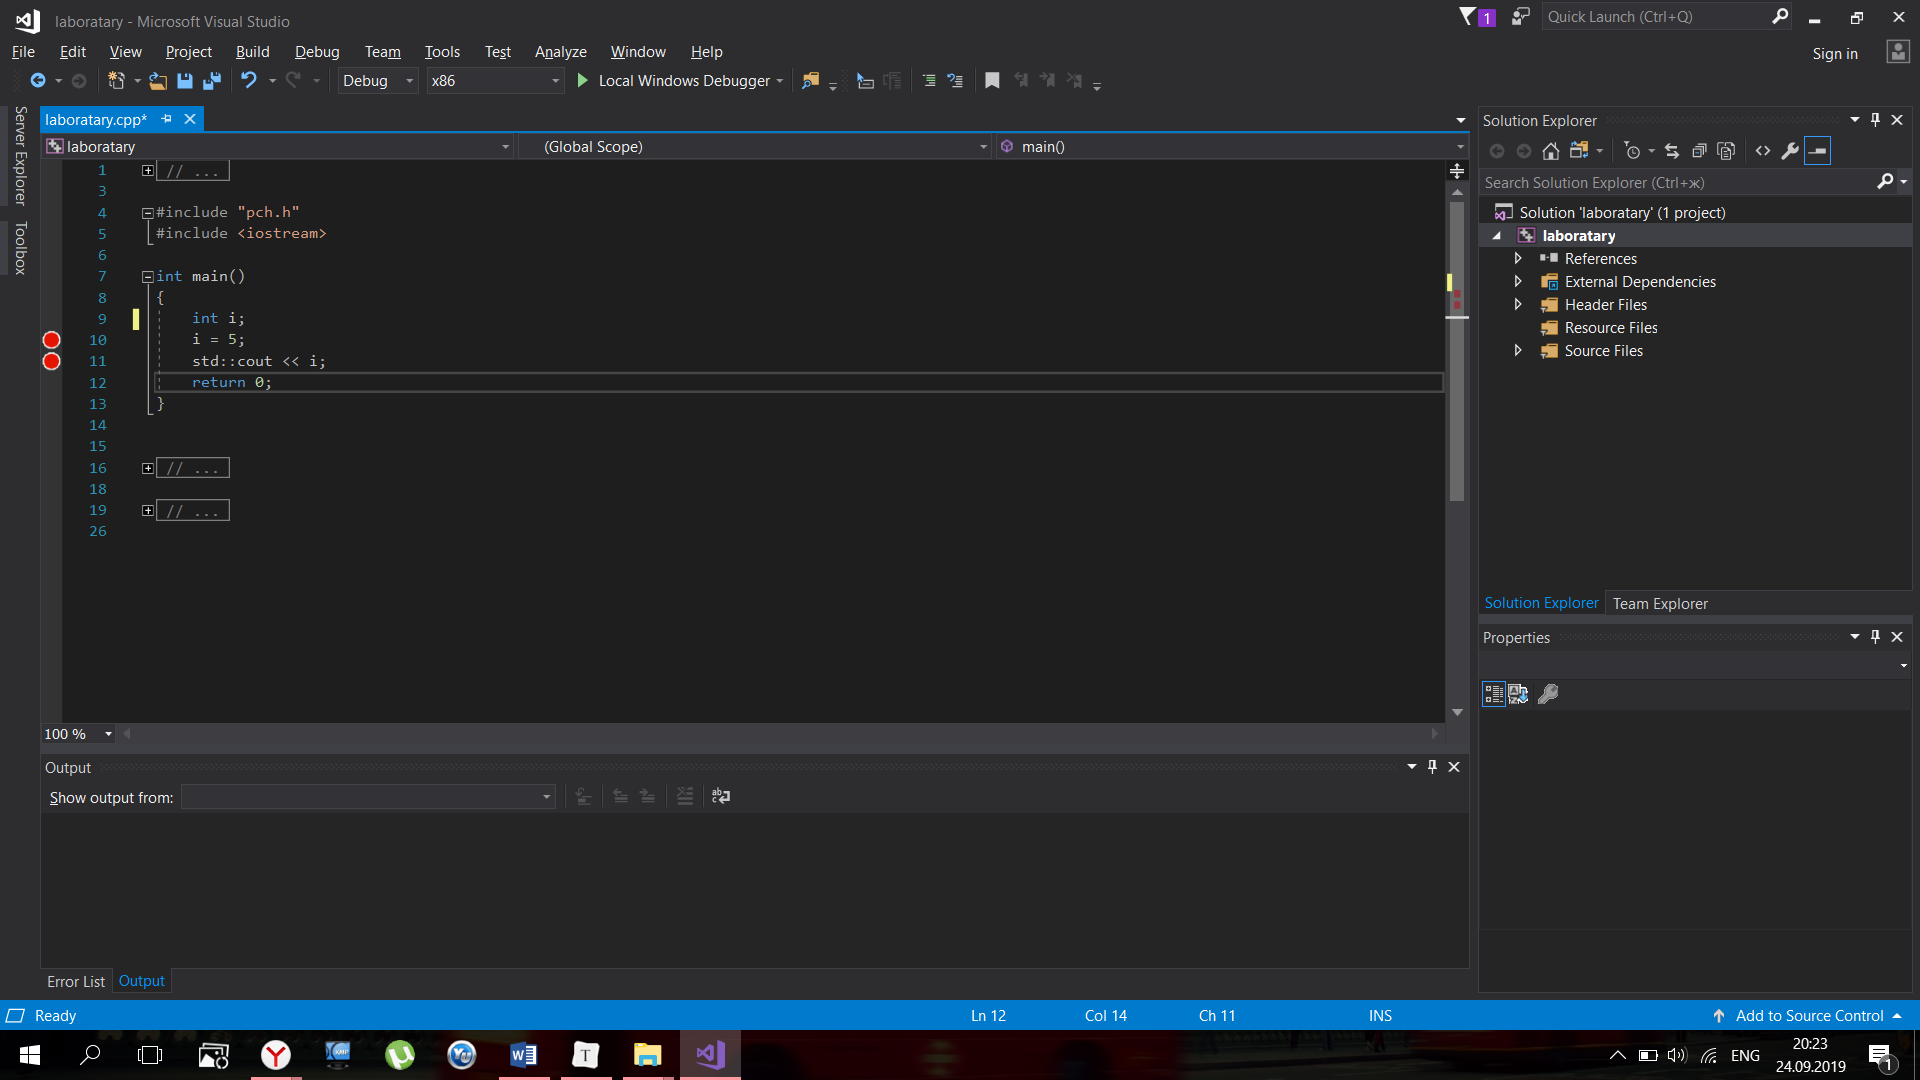 laboratary - Microsoft Visual Studio
1
Quick Launch (Ctrl+Q)
File Edit View Project Build Debug Team Tools Test Analyze Window Help
Sign in
Debug x86 Local Windows Debugger
Server Explorer
Toolbox
laboratary.cpp*
laboratary (Global Scope) main()
1 // ...
3
4 #include "pch.h"
5 #include <iostream>
6
7 int main()
8 {
9 int i;
10 i = 5;
11 std::cout << i;
12 return 0;
13 }
14
15
16 // ...
18
19 // ...
26
100 %
Output
Show output from:
Error List Output
Solution Explorer
Search Solution Explorer (Ctrl+ж)
Solution 'laboratary' (1 project)
laboratary
References
External Dependencies
Header Files
Resource Files
Source Files
Solution Explorer Team Explorer
Properties
Ready Ln 12 Col 14 Ch 11 INS Add to Source Control
ENG
20:23
24.09.2019
1